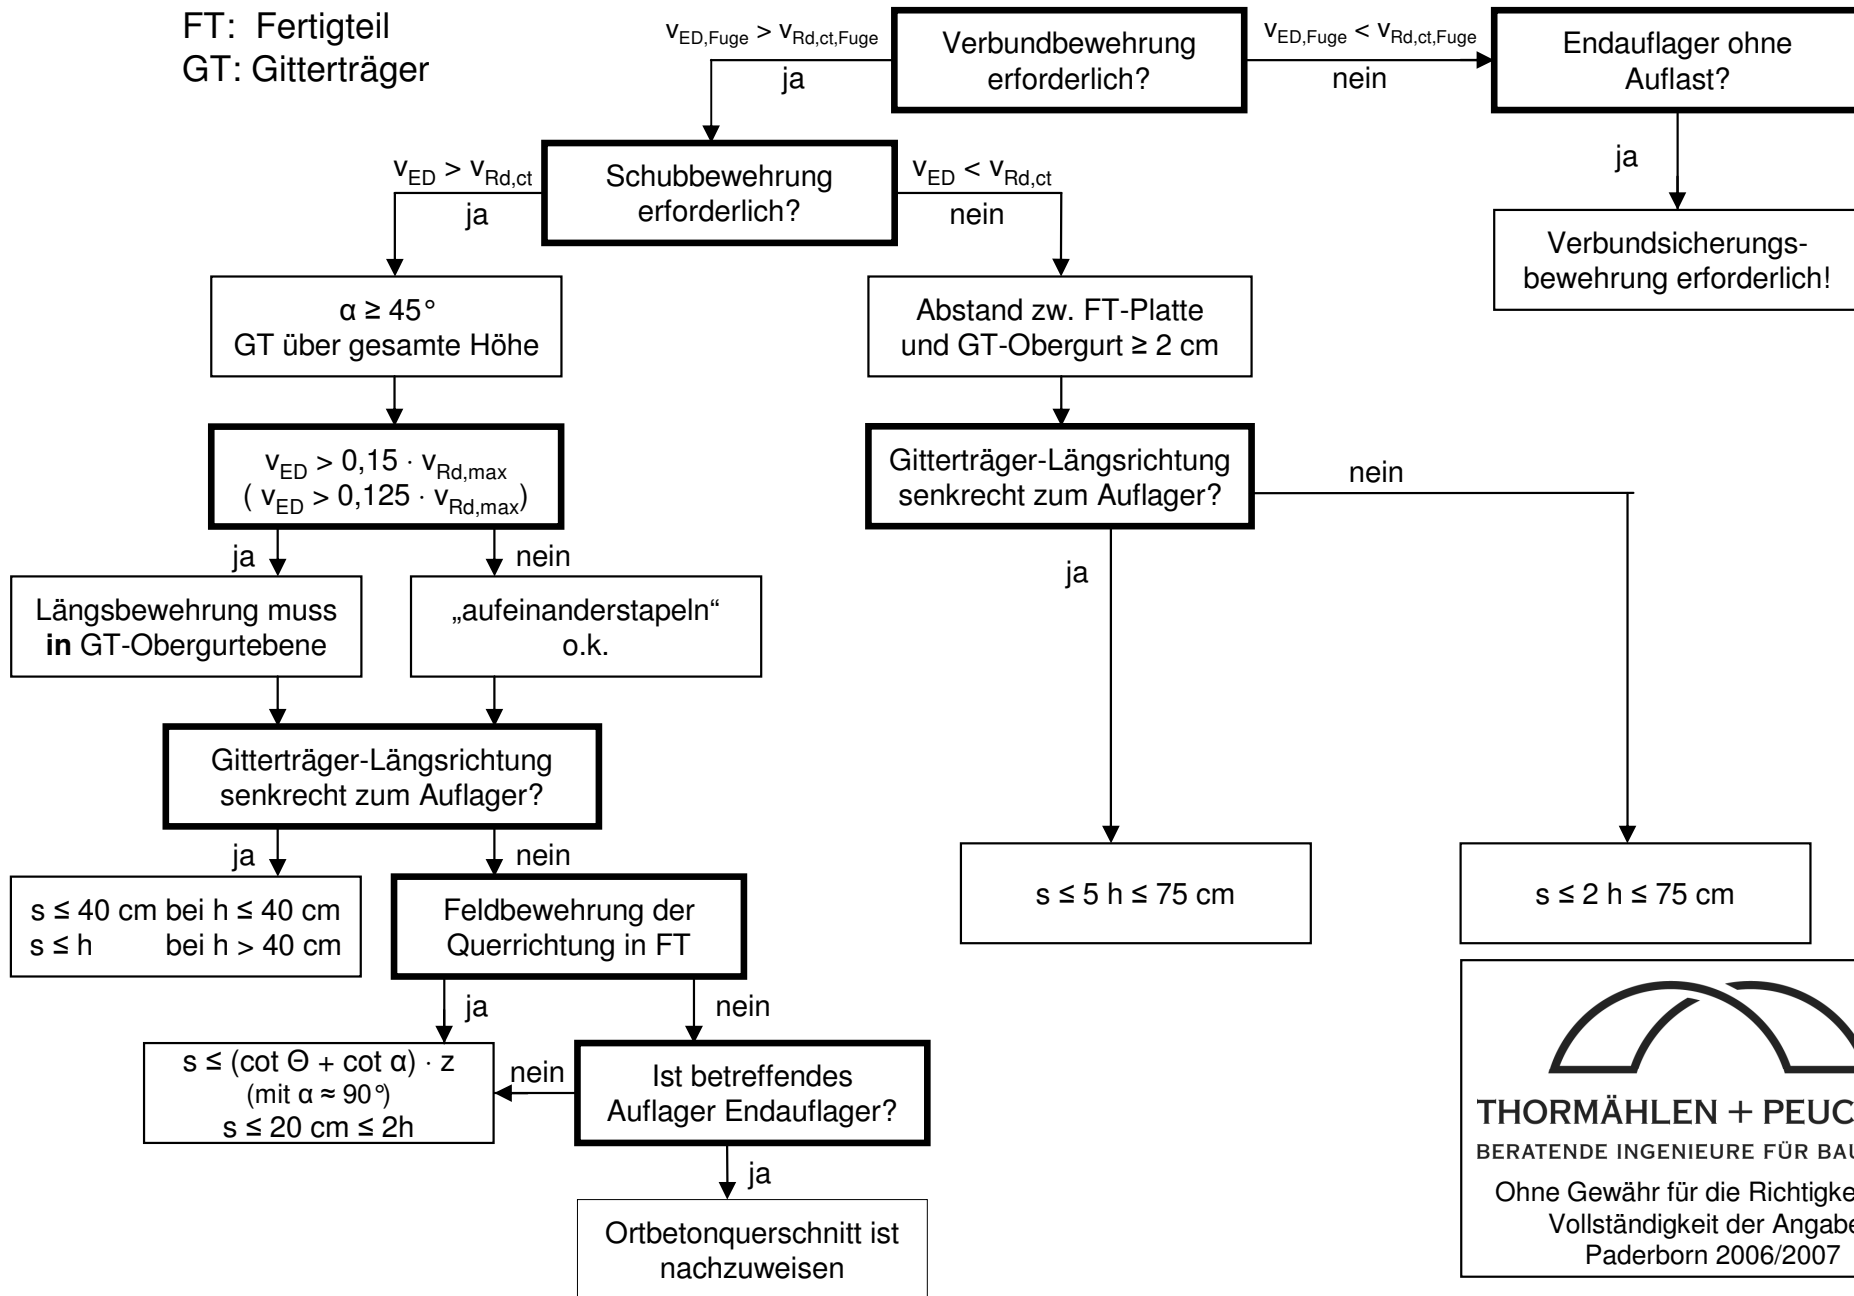 FT: Fertigteil
GT: Gitterträger
v_ED,Fuge > v_Rd,ct,Fuge
ja
Verbundbewehrung
erforderlich?
v_ED,Fuge < v_Rd,ct,Fuge
nein
Endauflager ohne
Auflast?
ja
Verbundsicherungs-
bewehrung erforderlich!
v_ED > v_Rd,ct
ja
Schubbewehrung
erforderlich?
v_ED < v_Rd,ct
nein
α ≥ 45°
GT über gesamte Höhe
Abstand zw. FT-Platte
und GT-Obergurt ≥ 2 cm
v_ED > 0,15 · v_Rd,max
( v_ED > 0,125 · v_Rd,max)
Gitterträger-Längsrichtung
senkrecht zum Auflager?
nein
ja
ja
nein
Längsbewehrung muss
in GT-Obergurtebene
„aufeinanderstapeln“
o.k.
Gitterträger-Längsrichtung
senkrecht zum Auflager?
ja
nein
s ≤ 40 cm bei h ≤ 40 cm
s ≤ h bei h > 40 cm
Feldbewehrung der
Querrichtung in FT
s ≤ 5 h ≤ 75 cm
s ≤ 2 h ≤ 75 cm
ja
nein
s ≤ (cot Θ + cot α) · z
(mit α ≈ 90°)
s ≤ 20 cm ≤ 2h
nein
Ist betreffendes
Auflager Endauflager?
ja
Ortbetonquerschnitt ist
nachzuweisen
THORMÄHLEN + PEUC
BERATENDE INGENIEURE FÜR BAU
Ohne Gewähr für die Richtigke
Vollständigkeit der Angabe
Paderborn 2006/2007